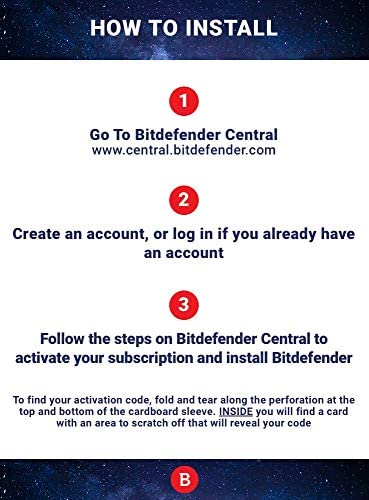 HOW TO INSTALL
1
Go To Bitdefender Central
www.central.bitdefender.com
2
Create an account, or log in if you already have
an account
3
Follow the steps on Bitdefender Central to
activate your subscription and install Bitdefender
To find your activation code, fold and tear along the perforation at the
top and bottom of the cardboard sleeve. INSIDE you will find a card
with an area to scratch off that will reveal your code
B